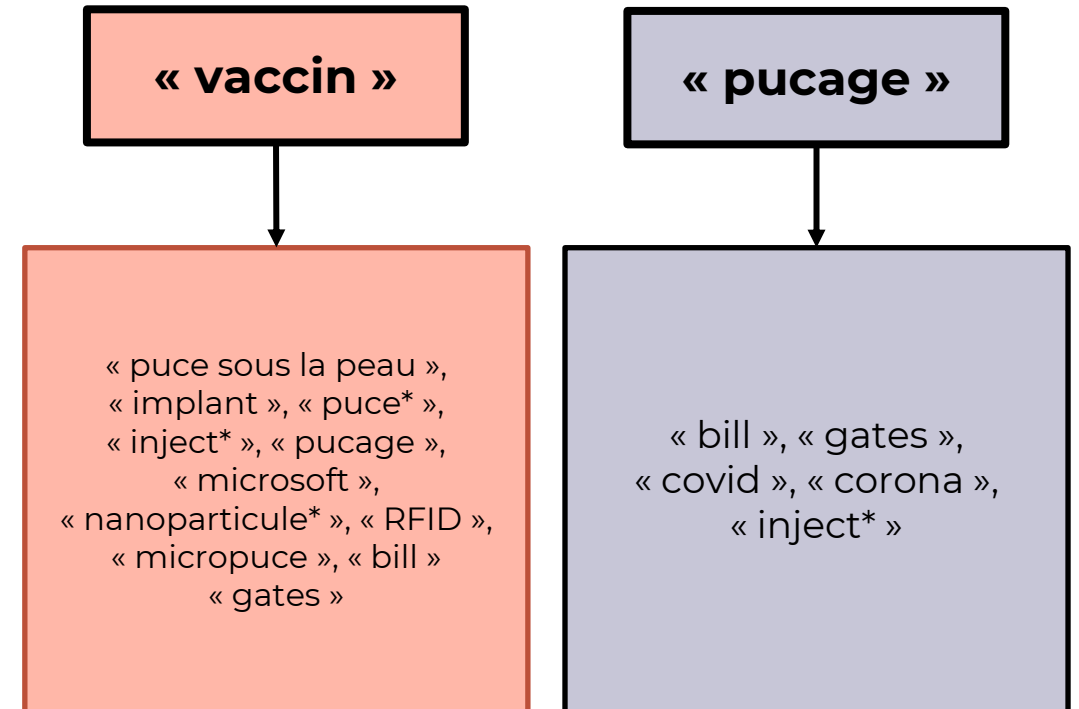 « vaccin »
« puce sous la peau »,
« implant », « puce* »,
« inject* », « pucage »,
« microsoft »,
« nanoparticule* », « RFID »,
« micropuce », « bill »
« gates »
« pucage »
« bill », « gates »,
« covid », « corona »,
« inject* »